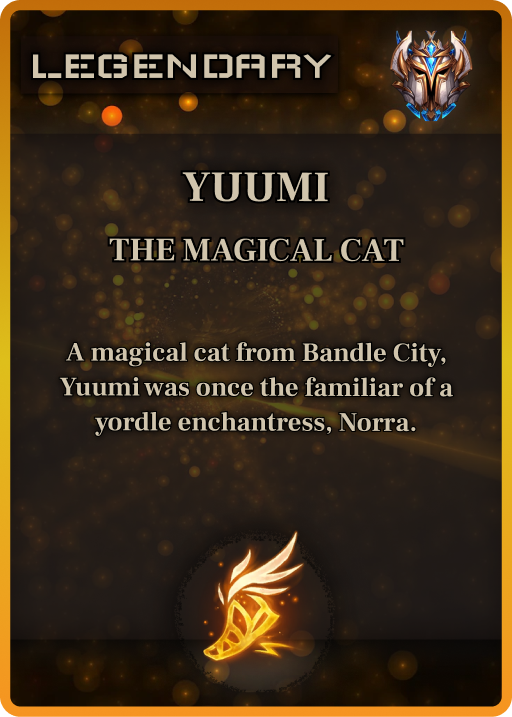 LEGENDARY
YUUMI
THE MAGICAL CAT
A magical cat from Bandle City,
Yuumi was once the familiar of a
yordle enchantress, Norra.